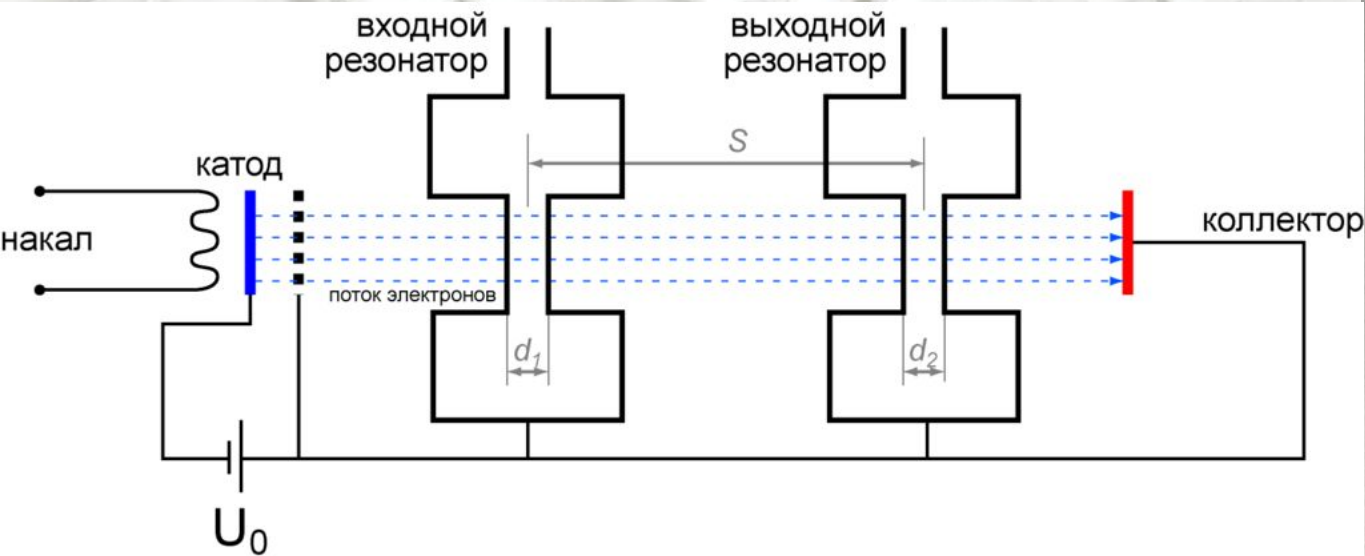 входной
резонатор
выходной
резонатор
S
катод
накал
коллектор
поток электронов
d₁
d₂
U₀